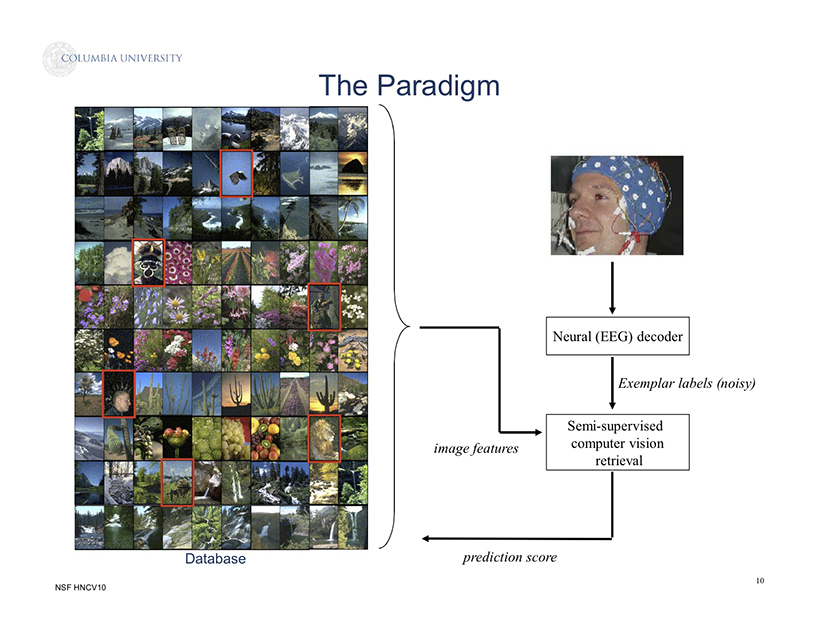 COLUMBIA UNIVERSITY
The Paradigm
Neural (EEG) decoder
Exemplar labels (noisy)
Semi-supervised
computer vision
retrieval
image features
prediction score
Database
NSF HNCV10
10